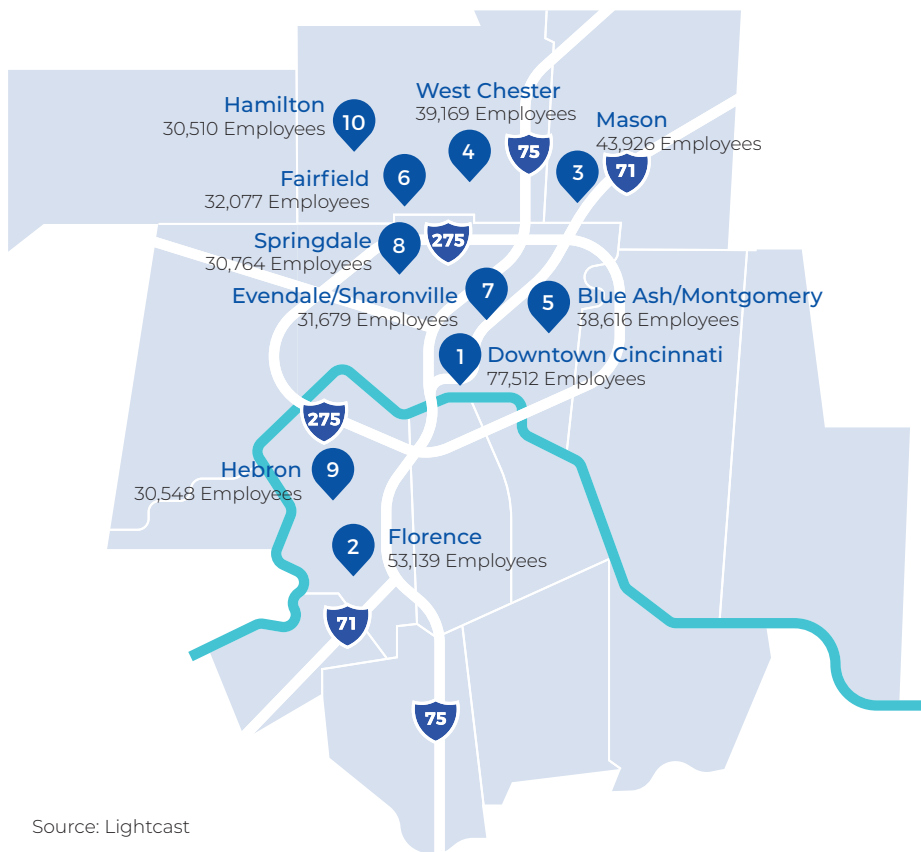 West Chester
39,169 Employees
Hamilton
30,510 Employees
10
4
75
Mason
43,926 Employees
3
71
Fairfield
32,077 Employees
6
Springdale
30,764 Employees
8
275
Evendale/Sharonville
31,679 Employees
7
5
Blue Ash/Montgomery
38,616 Employees
1
Downtown Cincinnati
77,512 Employees
275
Hebron
30,548 Employees
9
2
Florence
53,139 Employees
71
75
Source: Lightcast